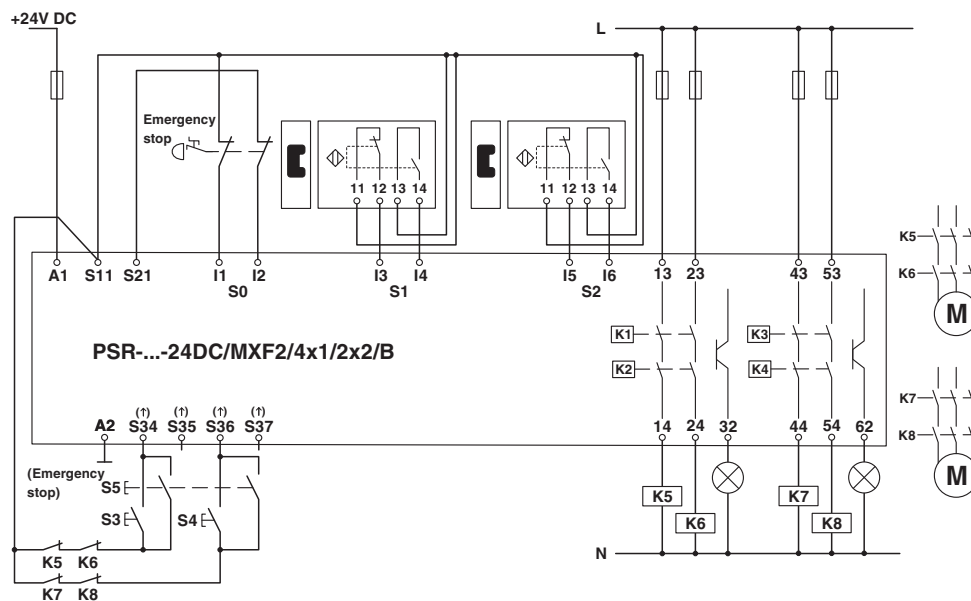 +24V DC
L
Emergency
stop
11 12 13 14
11 12 13 14
K5
K6
M
A1 S11 S21 I1 I2 I3 I4 I5 I6 13 23 43 53
S0 S1 S2
K1 K3
PSR-...-24DC/MXF2/4x1/2x2/B
K2 K4
K7
K8
M
(↑) (↑) (↑) (↑)
A2 S34 S35 S36 S37 14 24 32 44 54 62
(Emergency
stop)
S5
S3 S4
K5 K7
K6 K8
K5 K6
N
K7 K8